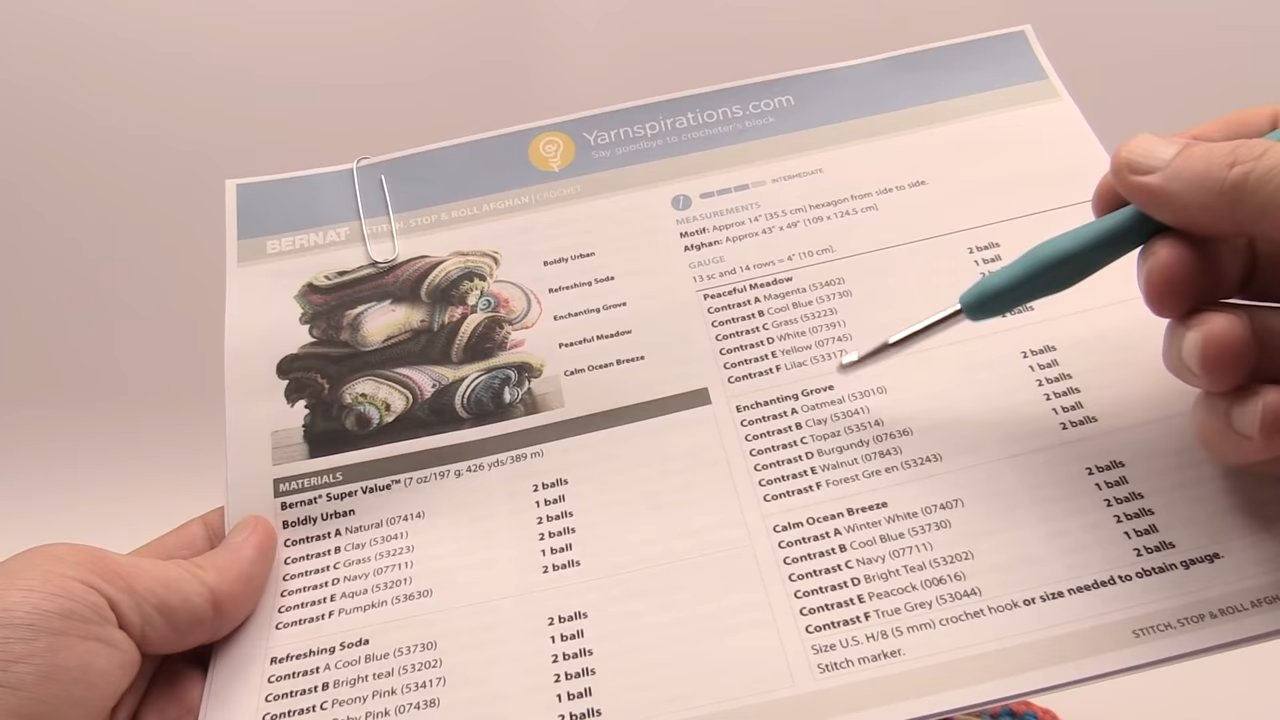 Yarnspirations.com
Say goodbye to crocheter's block
BERNAT STITCH, STOP & ROLL AFGHAN | CROCHET
Boldly Urban
Refreshing Soda
Enchanting Grove
Peaceful Meadow
Calm Ocean Breeze
MATERIALS
Bernat® Super Value™ (7 oz/197 g; 426 yds/389 m)
Boldly Urban
Contrast A Natural (07414) 2 balls
Contrast B Clay (53041) 1 ball
Contrast C Grass (53223) 2 balls
Contrast D Navy (07711) 2 balls
Contrast E Aqua (53201) 1 ball
Contrast F Pumpkin (53630) 2 balls
Refreshing Soda
Contrast A Cool Blue (53730) 2 balls
Contrast B Bright teal (53202) 1 ball
Contrast C Peony Pink (53417) 2 balls
Baby Pink (07438) 2 balls
1 ball
2 balls
INTERMEDIATE
MEASUREMENTS
Motif: Approx 14" [35.5 cm] hexagon from side to side.
Afghan: Approx 43" x 49" [109 x 124.5 cm]
GAUGE
13 sc and 14 rows = 4" [10 cm].
Peaceful Meadow
Contrast A Magenta (53402) 2 balls
Contrast B Cool Blue (53730) 1 ball
Contrast C Grass (53223) 2
Contrast D White (07391)
Contrast E Yellow (07745)
Contrast F Lilac (53317) balls
Enchanting Grove
Contrast A Oatmeal (53010) 2 balls
Contrast B Clay (53041) 1 ball
Contrast C Topaz (53514) 2 balls
Contrast D Burgundy (07636) 2 balls
Contrast E Walnut (07843) 1 ball
Contrast F Forest Gre en (53243) 2 balls
Calm Ocean Breeze
Contrast A Winter White (07407) 2 balls
Contrast B Cool Blue (53730) 1 ball
Contrast C Navy (07711) 2 balls
Contrast D Bright Teal (53202) 2 balls
Contrast E Peacock (00616) 1 ball
Contrast F True Grey (53044) 2 balls
Size U.S. H/8 (5 mm) crochet hook or size needed to obtain gauge.
Stitch marker.
STITCH, STOP & ROLL AFGH